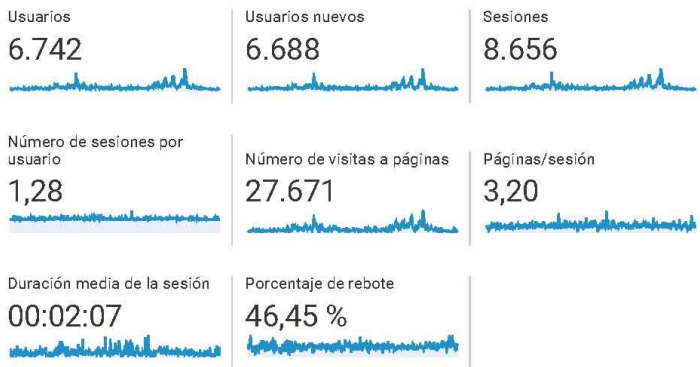 Usuarios
6.742
Usuarios nuevos
6.688
Sesiones
8.656
Número de sesiones por
usuario
1,28
Número de visitas a páginas
27.671
Páginas/sesión
3,20
Duración media de la sesión
00:02:07
Porcentaje de rebote
46,45 %